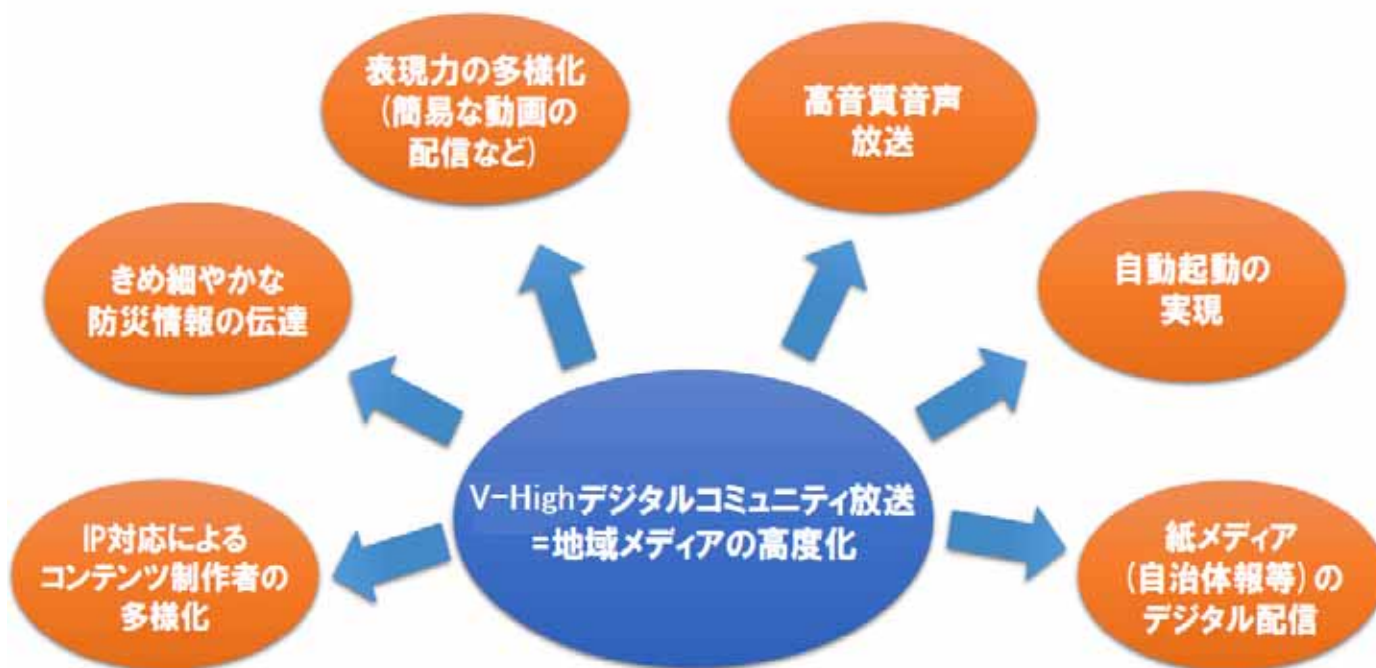 表現力の多様化
(簡易な動画の
配信など)
高音質音声
放送
きめ細やかな
防災情報の伝達
自動起動の
実現
V-Highデジタルコミュニティ放送
=地域メディアの高度化
IP対応による
コンテンツ制作者の
多様化
紙メディア
(自治体報等)の
デジタル配信